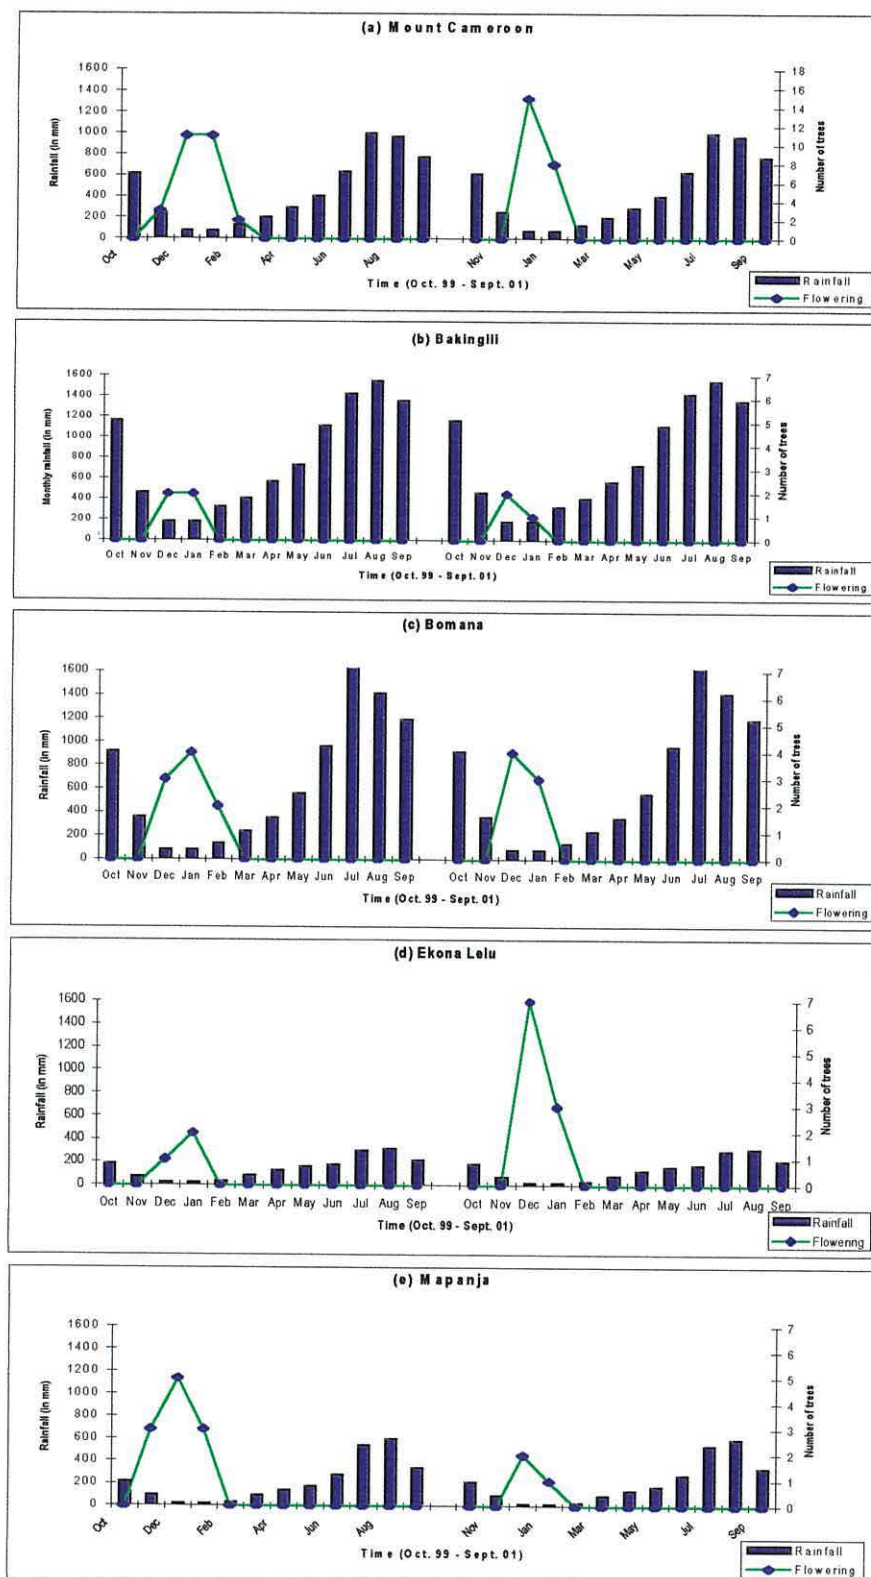 (a) Mount Cameroon
Rainfall (in mm)
1600
1400
1200
1000
800
600
400
200
0
18
16
14
12
10
8
6
4
2
0
Number of trees
Oct
Dec
Feb
Apr
Jun
Aug
Nov
Jan
Mar
May
Jul
Sep
Time (Oct. 99 - Sept. 01)
Rainfall
Flowering
(b) Bakingili
Monthly rainfall (in mm)
1600
1400
1200
1000
800
600
400
200
0
7
6
5
4
3
2
1
0
Number of trees
Oct Nov Dec Jan Feb Mar Apr May Jun Jul Aug Sep Oct Nov Dec Jan Feb Mar Apr May Jun Jul Aug Sep
Time (Oct. 99 - Sept. 01)
Rainfall
Flowering
(c) Bomana
Rainfall (in mm)
1600
1400
1200
1000
800
600
400
200
0
7
6
5
4
3
2
1
0
Number of trees
Oct Nov Dec Jan Feb Mar Apr May Jun Jul Aug Sep Oct Nov Dec Jan Feb Mar Apr May Jun Jul Aug Sep
Time (Oct. 99 - Sept. 01)
Rainfall
Flowering
(d) Ekona Lelu
Rainfall (in mm)
1600
1400
1200
1000
800
600
400
200
0
7
6
5
4
3
2
1
0
Number of trees
Oct Nov Dec Jan Feb Mar Apr May Jun Jul Aug Sep Oct Nov Dec Jan Feb Mar Apr May Jun Jul Aug Sep
Time (Oct. 99 - Sept. 01)
Rainfall
Flowering
(e) Mapanja
Rainfall (in mm)
1600
1400
1200
1000
800
600
400
200
0
7
6
5
4
3
2
1
0
Number of trees
Oct
Dec
Feb
Apr
Jun
Aug
Nov
Jan
Mar
May
Jul
Sep
Time (Oct. 99 - Sept. 01)
Rainfall
Flowering